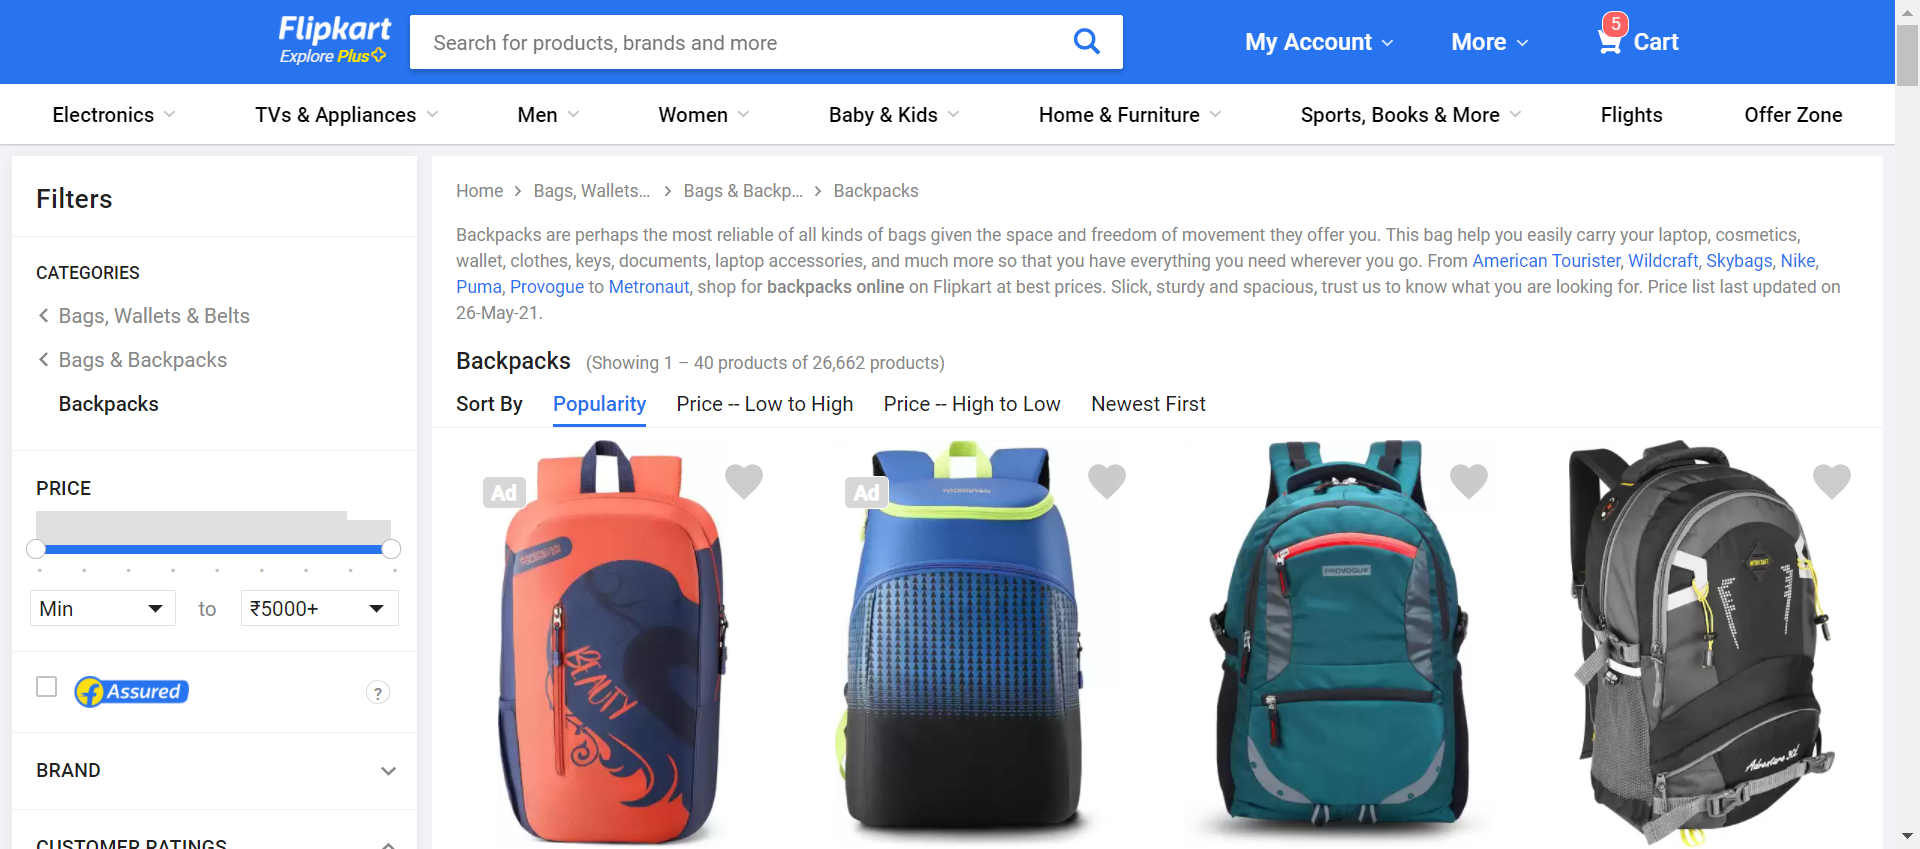 Flipkart
Explore Plus
Search for products, brands and more
My Account
More
5
Cart
Electronics
TVs & Appliances
Men
Women
Baby & Kids
Home & Furniture
Sports, Books & More
Flights
Offer Zone
Filters
CATEGORIES
Bags, Wallets & Belts
Bags & Backpacks
Backpacks
PRICE
Min
to
₹5000+
f Assured
?
BRAND
CUSTOMER RATINGS
Home > Bags, Wallets... > Bags & Backp... > Backpacks
Backpacks are perhaps the most reliable of all kinds of bags given the space and freedom of movement they offer you. This bag help you easily carry your laptop, cosmetics,
wallet, clothes, keys, documents, laptop accessories, and much more so that you have everything you need wherever you go. From American Tourister, Wildcraft, Skybags, Nike,
Puma, Provogue to Metronaut, shop for backpacks online on Flipkart at best prices. Slick, sturdy and spacious, trust us to know what you are looking for. Price list last updated on
26-May-21.
Backpacks (Showing 1 – 40 products of 26,662 products)
Sort By
Popularity
Price -- Low to High
Price -- High to Low
Newest First
Ad
AMERICAN
TOURISTER
BEAUTY
Ad
PROVOGUE
Adventure 30L